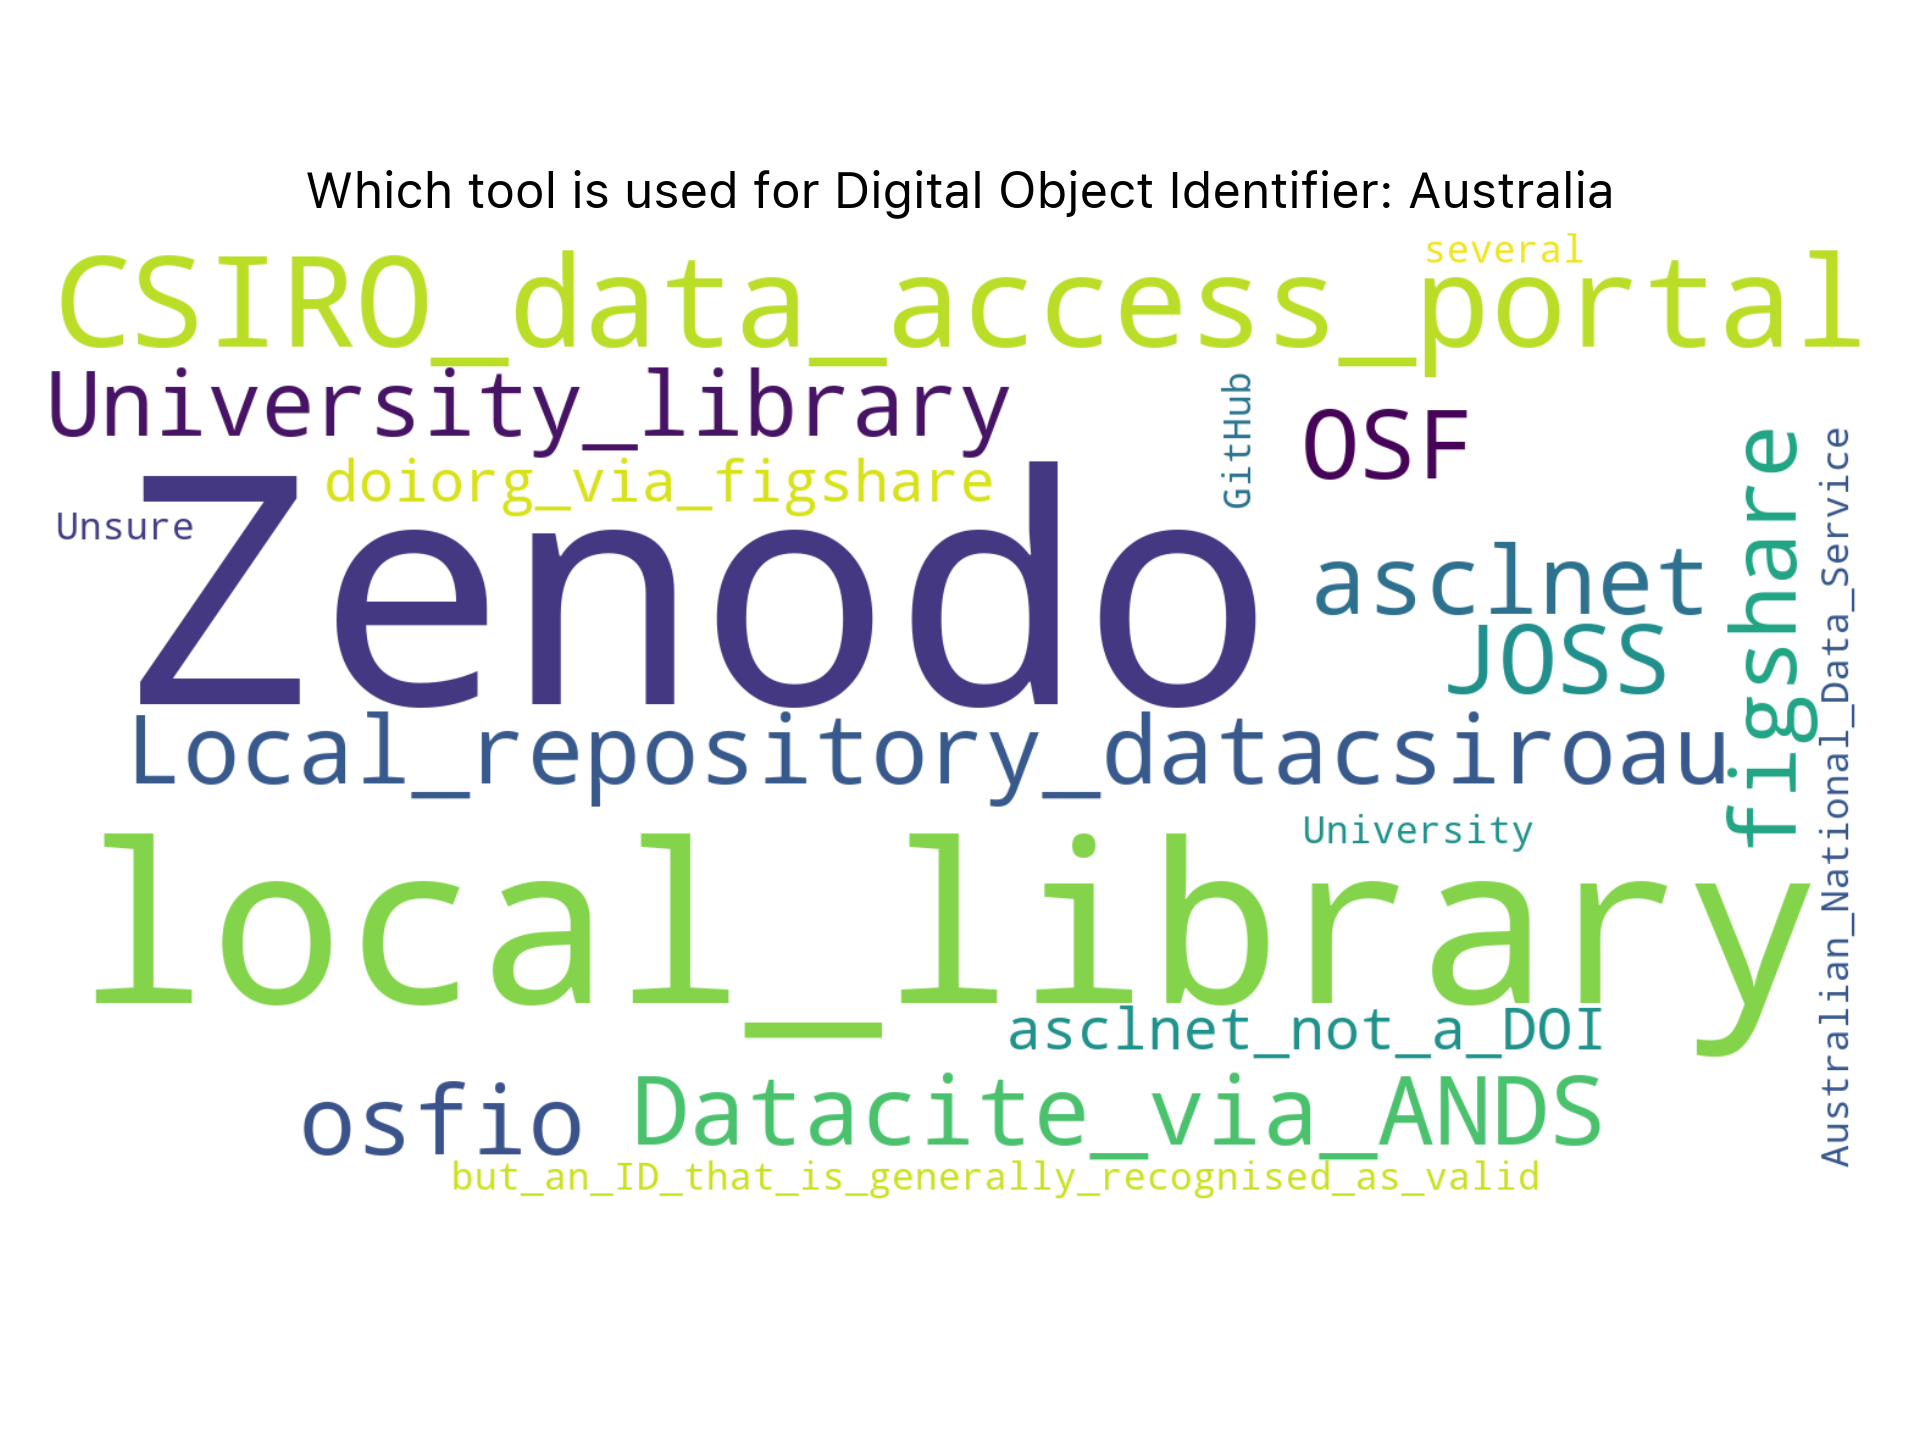 Which tool is used for Digital Object Identifier: Australia
several
CSIRO_data_access_portal
University_library
GitHub
OSF
doiorg_via_figshare
Unsure
Zenodo
asclnet
JOSS
figshare
Australian_National_Data_Service
Local_repository_datacsiroau
University
local_library
asclnet_not_a_DOI
osfio
Datacite_via_ANDS
but_an_ID_that_is_generally_recognised_as_valid